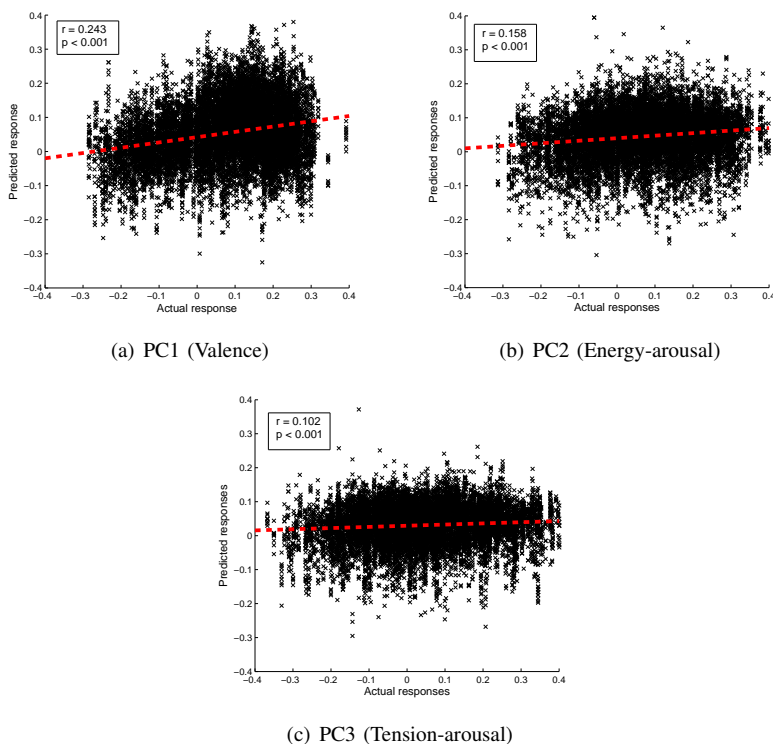 r = 0.243
p < 0.001
0.4
0.3
0.2
0.1
0
−0.1
−0.2
−0.3
−0.4
Predicted response
−0.4 −0.3 −0.2 −0.1 0 0.1 0.2 0.3 0.4
Actual response
(a) PC1 (Valence)
r = 0.158
p < 0.001
0.4
0.3
0.2
0.1
0
−0.1
−0.2
−0.3
−0.4
Predicted responses
−0.4 −0.3 −0.2 −0.1 0 0.1 0.2 0.3 0.4
Actual responses
(b) PC2 (Energy-arousal)
r = 0.102
p < 0.001
0.4
0.3
0.2
0.1
0
−0.1
−0.2
−0.3
−0.4
Predicted responses
−0.4 −0.3 −0.2 −0.1 0 0.1 0.2 0.3 0.4
Actual responses
(c) PC3 (Tension-arousal)